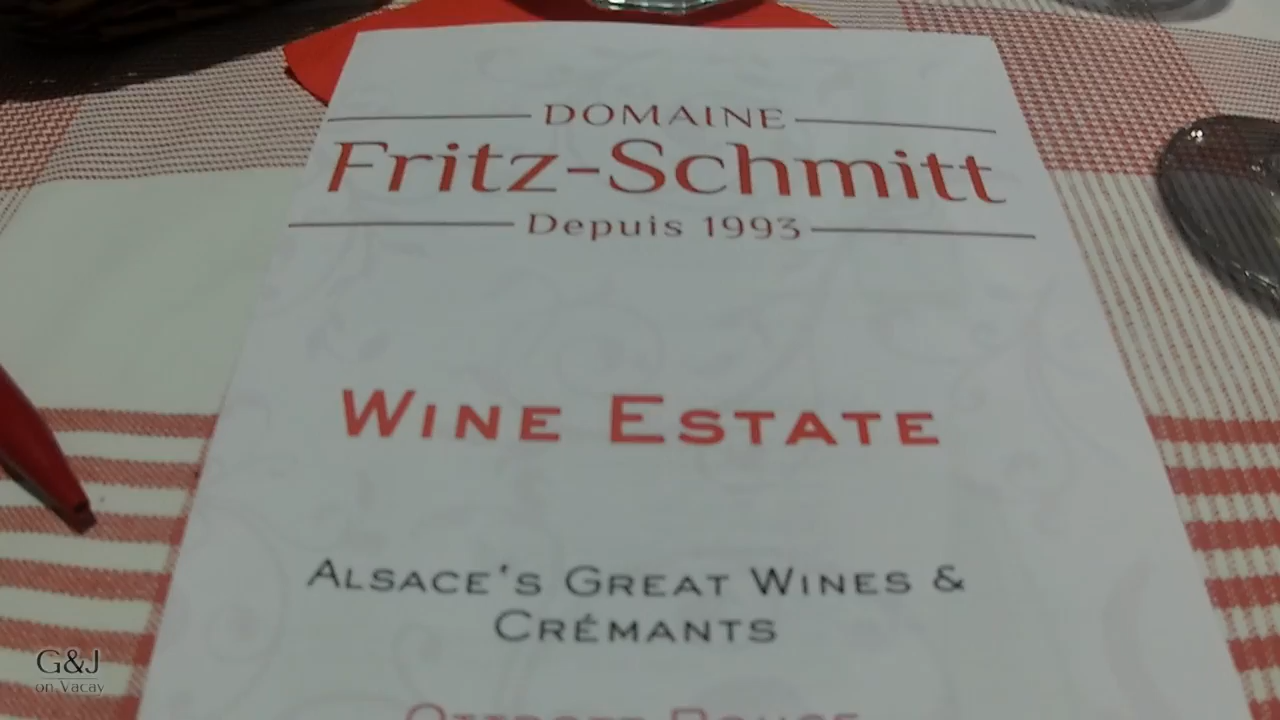 DOMAINE
Fritz-Schmitt
Depuis 1993
WINE ESTATE
ALSACE'S GREAT WINES &
CRÉMANTS
G&J
on Vacay